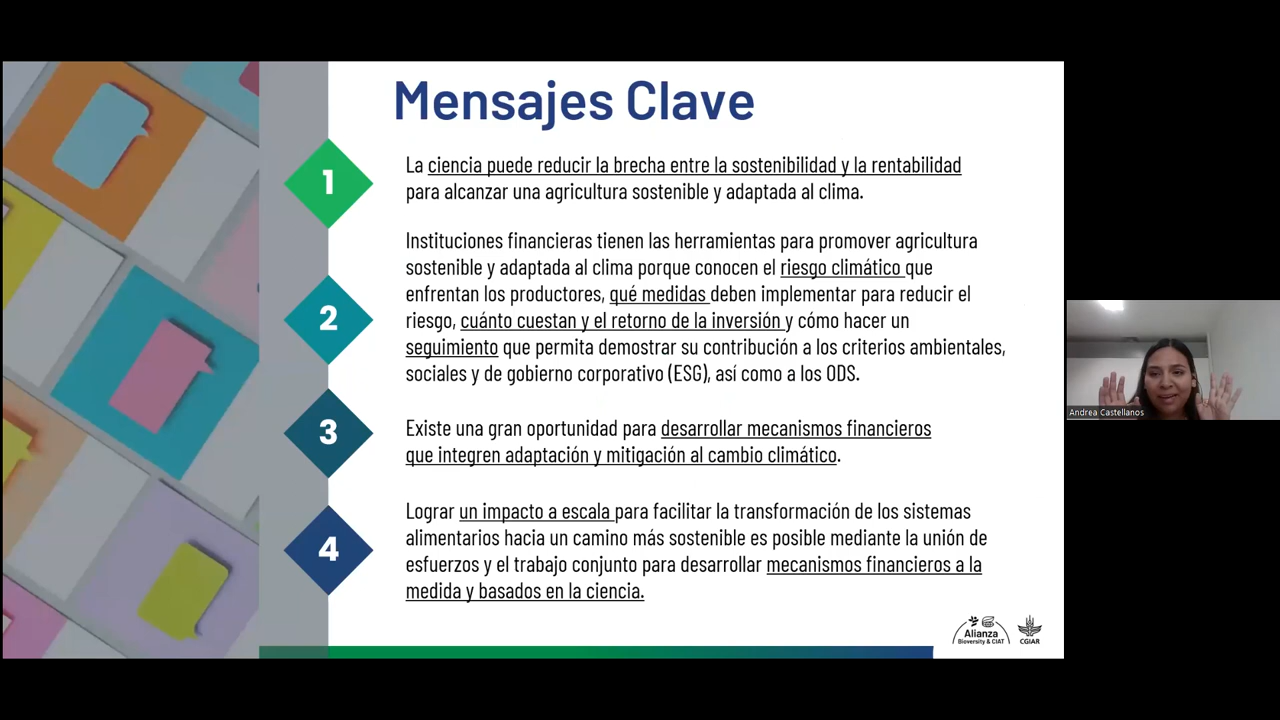 Mensajes Clave
1
La ciencia puede reducir la brecha entre la sostenibilidad y la rentabilidad
para alcanzar una agricultura sostenible y adaptada al clima.
2
Instituciones financieras tienen las herramientas para promover agricultura
sostenible y adaptada al clima porque conocen el riesgo climático que
enfrentan los productores, qué medidas deben implementar para reducir el
riesgo, cuánto cuestan y el retorno de la inversión y cómo hacer un
seguimiento que permita demostrar su contribución a los criterios ambientales,
sociales y de gobierno corporativo (ESG), así como a los ODS.
3
Existe una gran oportunidad para desarrollar mecanismos financieros
que integren adaptación y mitigación al cambio climático.
4
Lograr un impacto a escala para facilitar la transformación de los sistemas
alimentarios hacia un camino más sostenible es posible mediante la unión de
esfuerzos y el trabajo conjunto para desarrollar mecanismos financieros a la
medida y basados en la ciencia.
Alianza
Bioversity & CIAT
CGIAR
Andrea Castellanos